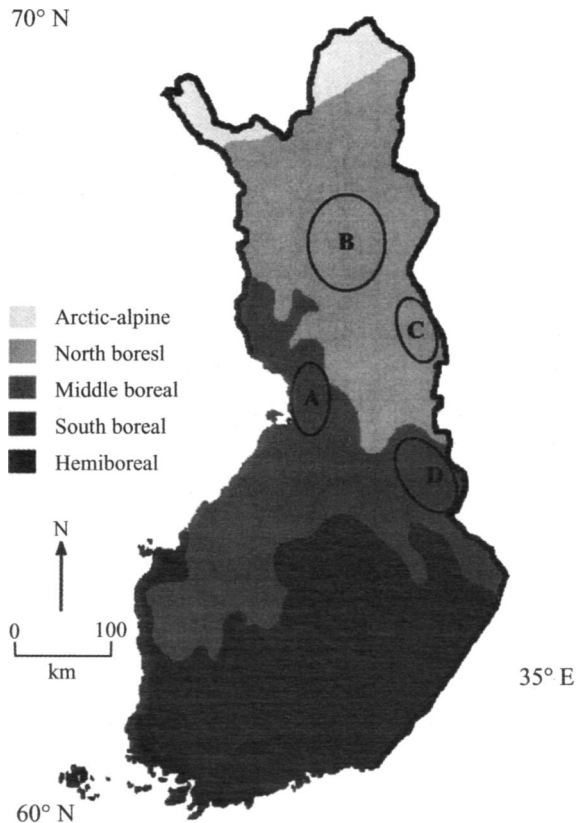 70° N
B
C
Arctic-alpine
North boresl
Middle boreal
South boreal
Hemiboreal
A
D
N
0 100
km
35° E
60° N